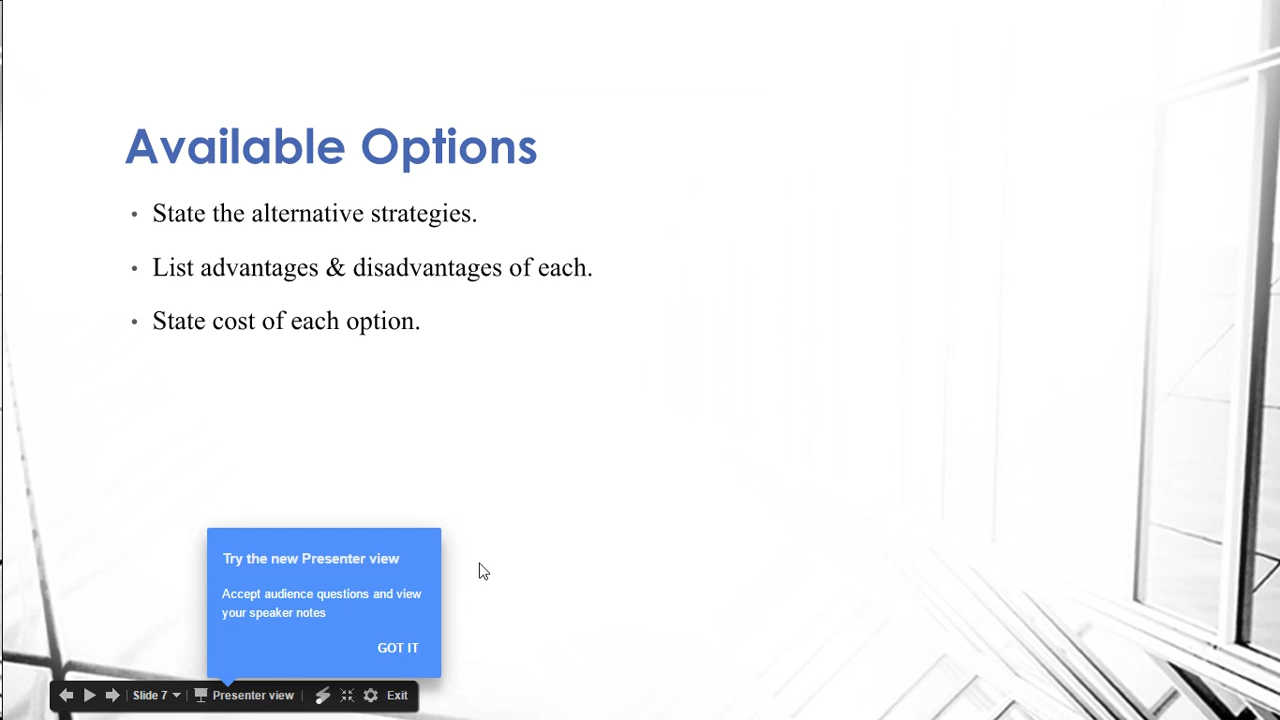 Available Options
• State the alternative strategies.
• List advantages & disadvantages of each.
• State cost of each option.
Try the new Presenter view
Accept audience questions and view
your speaker notes
GOT IT
Slide 7
Presenter view
Exit